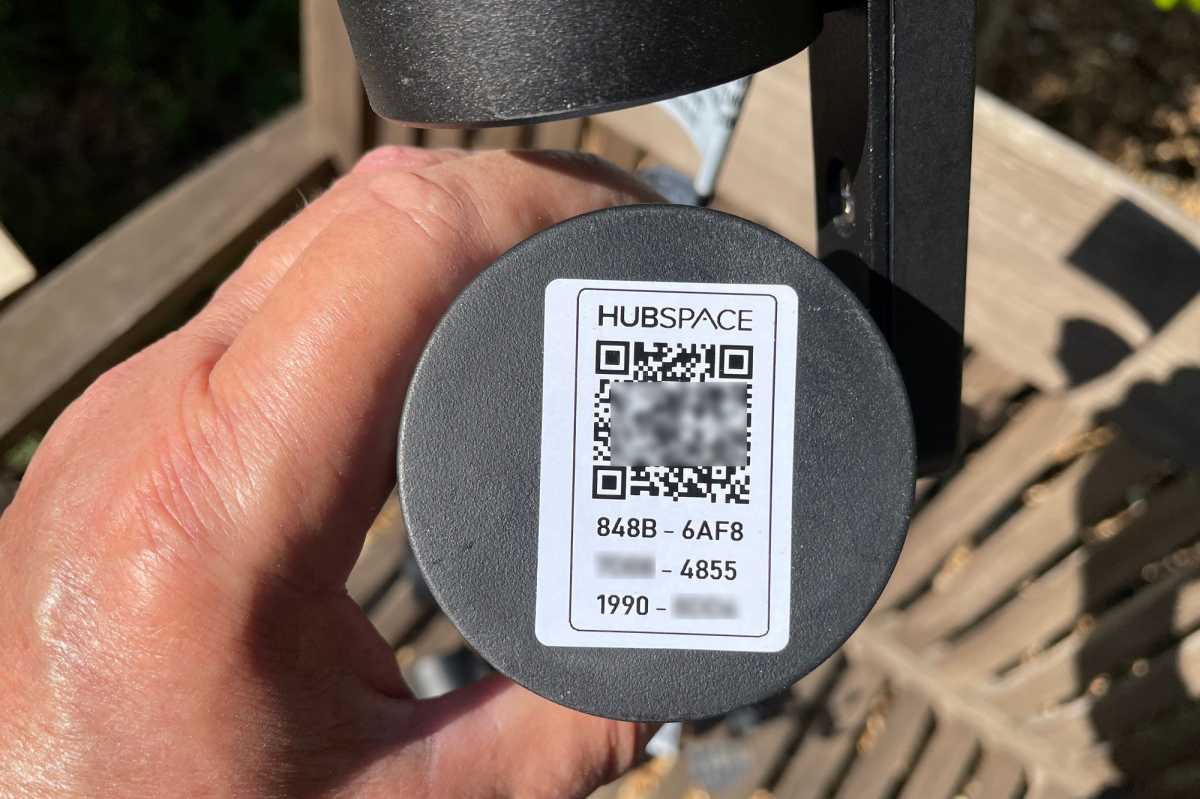 HUBSPACE
848B – 6AF8
– 4855
1990 –